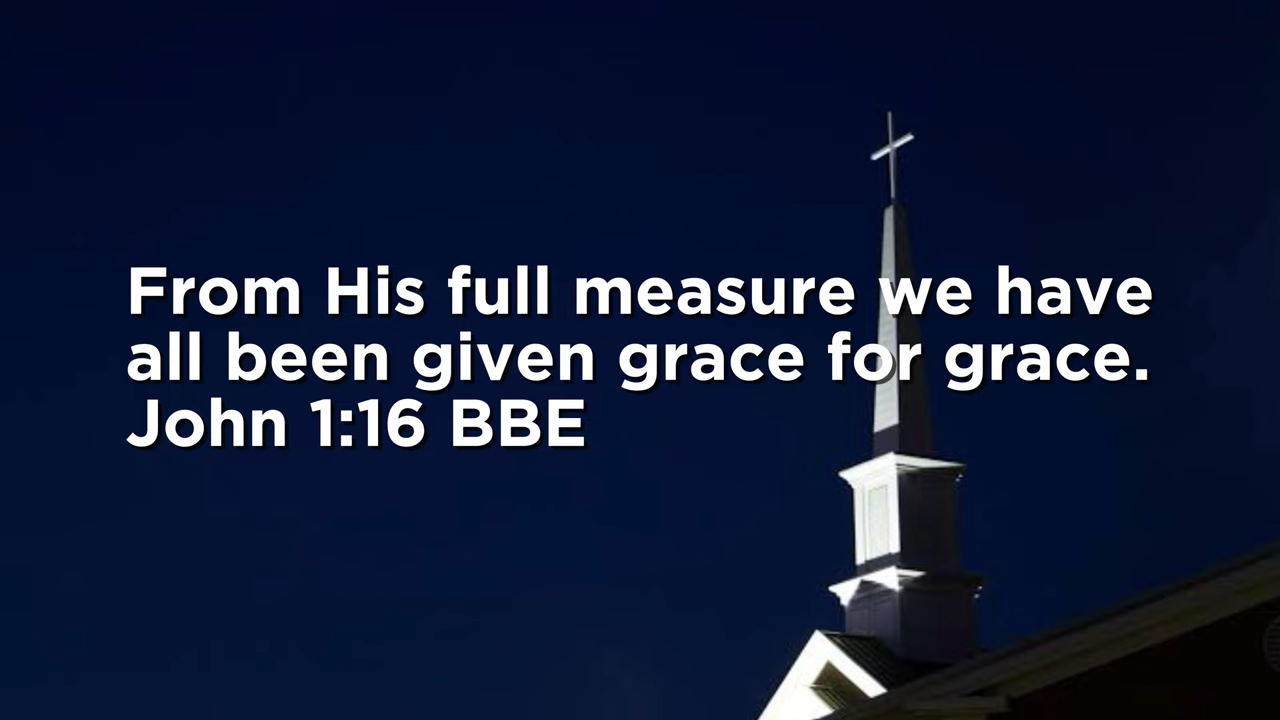 From His full measure we have
all been given grace for grace.
John 1:16 BBE